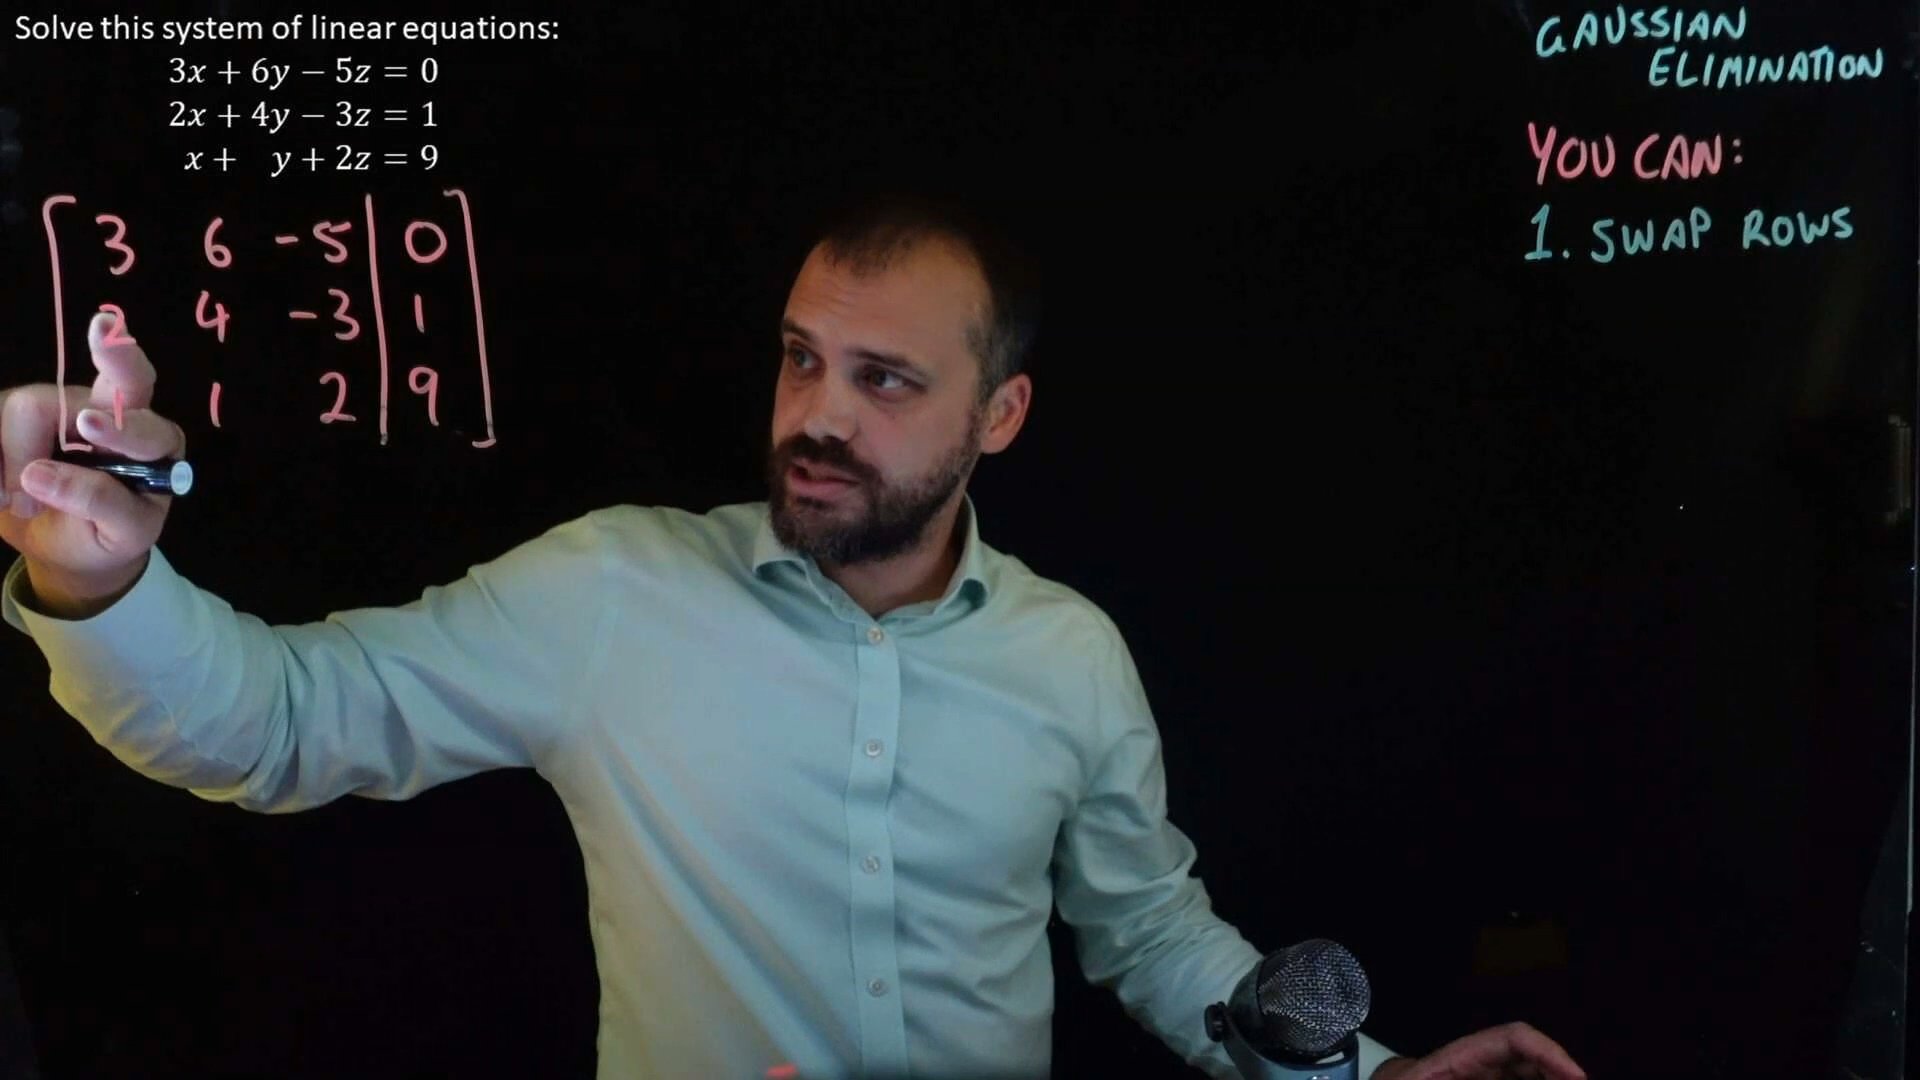 Solve this system of linear equations:
3x + 6y − 5z = 0
2x + 4y − 3z = 1
x + y + 2z = 9
3 6 -5 | 0
2 4 -3 | 1
1 1 2 | 9
GAUSSIAN
ELIMINATION
YOU CAN:
1. SWAP ROWS